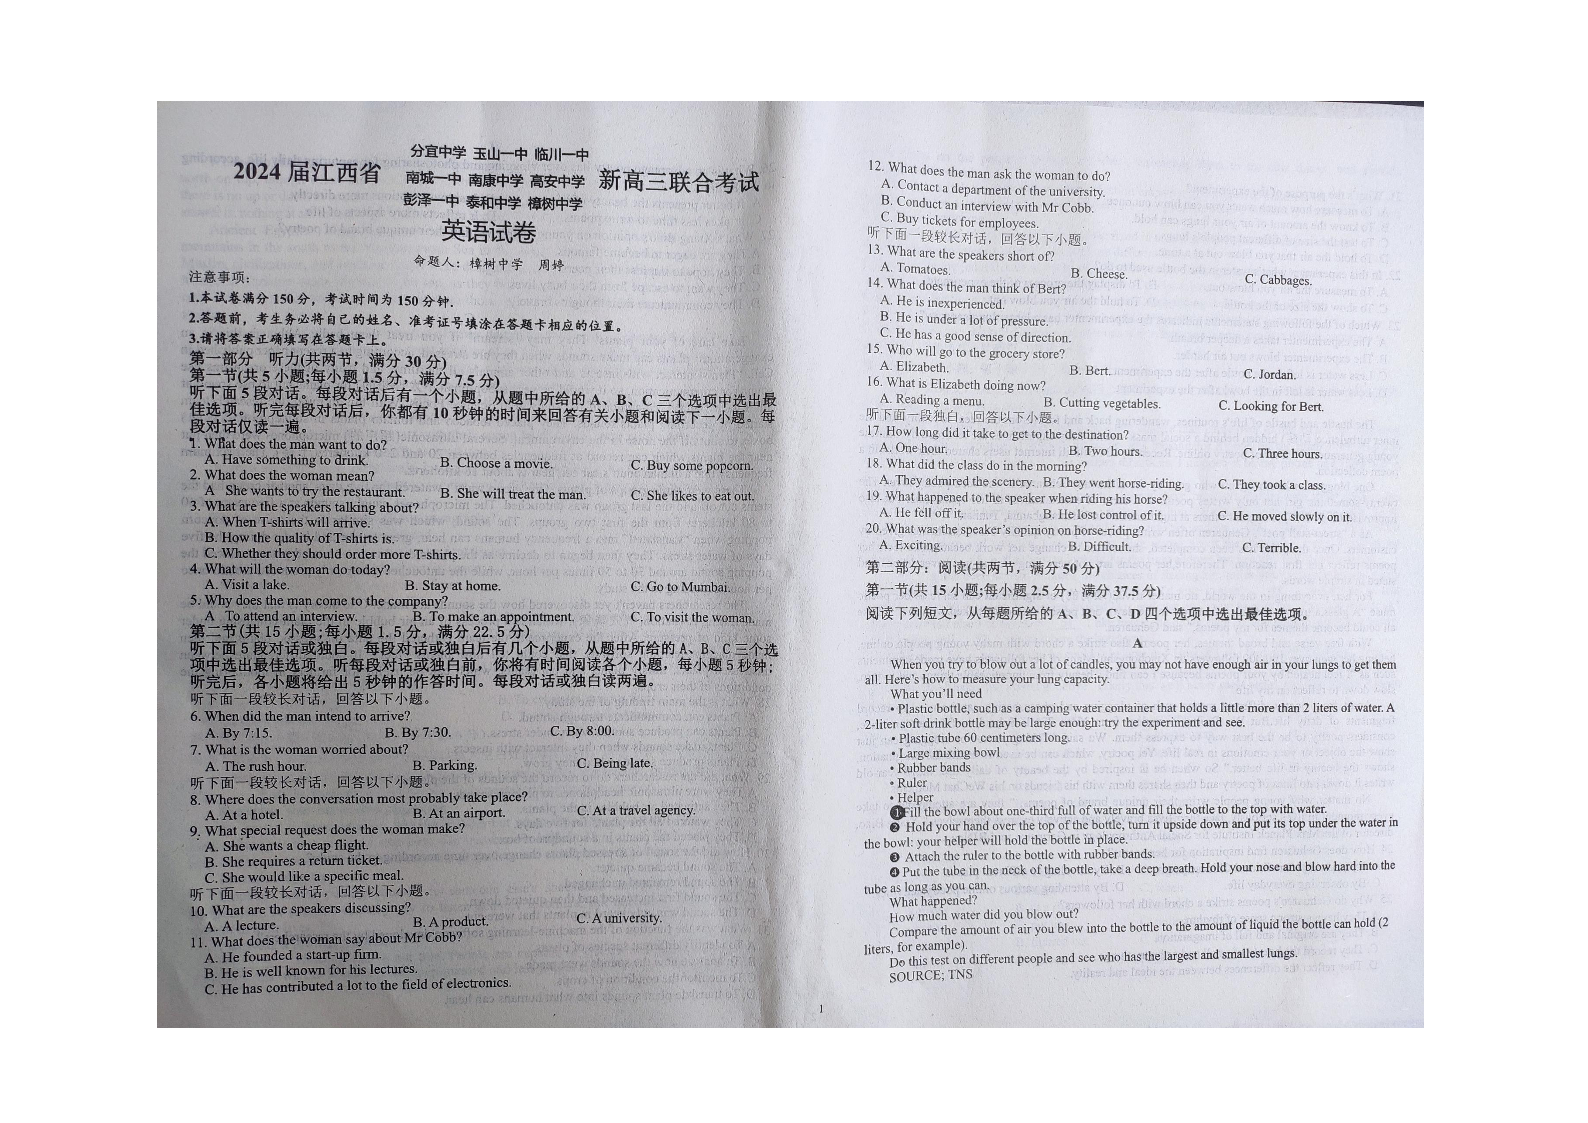 2024 届江西省
分宜中学 玉山一中 临川一中
南城一中 南康中学 高安中学
彭泽一中 泰和中学 樟树中学
新高三联合考试
英语试卷
命题人：樟树中学 周婷
注意事项：
1.本试卷满分 150 分，考试时间为 150 分钟.
2.答题前，考生务必将自己的姓名、准考证号填涂在答题卡相应的位置。
3.请将答案正确填写在答题卡上。
第一部分 听力(共两节，满分 30 分)
第一节(共 5 小题;每小题 1.5 分，满分 7.5 分)
听下面 5 段对话。每段对话后有一个小题，从题中所给的 A、B、C 三个选项中选出最
佳选项。听完每段对话后，你都有 10 秒钟的时间来回答有关小题和阅读下一小题。每
段对话仅读一遍。
1. What does the man want to do?
A. Have something to drink. B. Choose a movie. C. Buy some popcorn.
2. What does the woman mean?
A She wants to try the restaurant. B. She will treat the man. C. She likes to eat out.
3. What are the speakers talking about?
A. When T-shirts will arrive.
B. How the quality of T-shirts is.
C. Whether they should order more T-shirts.
4. What will the woman do today?
A. Visit a lake. B. Stay at home. C. Go to Mumbai.
5. Why does the man come to the company?
A To attend an interview. B. To make an appointment. C. To visit the woman.
第二节(共 15 小题;每小题 1. 5 分，满分 22. 5 分)
听下面 5 段对话或独白。每段对话或独白后有几个小题，从题中所给的 A、B、C 三个选
项中选出最佳选项。听每段对话或独白前，你将有时间阅读各个小题，每小题 5 秒钟；
听完后，各小题将给出 5 秒钟的作答时间。每段对话或独白读两遍。
听下面一段较长对话，回答以下小题。
6. When did the man intend to arrive?
A. By 7:15. B. By 7:30. C. By 8:00.
7. What is the woman worried about?
A. The rush hour. B. Parking. C. Being late.
听下面一段较长对话，回答以下小题。
8. Where does the conversation most probably take place?
A. At a hotel. B. At an airport. C. At a travel agency.
9. What special request does the woman make?
A. She wants a cheap flight.
B. She requires a return ticket.
C. She would like a specific meal.
听下面一段较长对话，回答以下小题。
10. What are the speakers discussing?
A. A lecture. B. A product. C. A university.
11. What does the woman say about Mr Cobb?
A. He founded a start-up firm.
B. He is well known for his lectures.
C. He has contributed a lot to the field of electronics.
12. What does the man ask the woman to do?
A. Contact a department of the university.
B. Conduct an interview with Mr Cobb.
C. Buy tickets for employees.
听下面一段较长对话，回答以下小题。
13. What are the speakers short of?
A. Tomatoes. B. Cheese. C. Cabbages.
14. What does the man think of Bert?
A. He is inexperienced.
B. He is under a lot of pressure.
C. He has a good sense of direction.
15. Who will go to the grocery store?
A. Elizabeth. B. Bert. C. Jordan.
16. What is Elizabeth doing now?
A. Reading a menu. B. Cutting vegetables. C. Looking for Bert.
听下面一段独白，回答以下小题。
17. How long did it take to get to the destination?
A. One hour. B. Two hours. C. Three hours.
18. What did the class do in the morning?
A. They admired the scenery. B. They went horse-riding. C. They took a class.
19. What happened to the speaker when riding his horse?
A. He fell off it. B. He lost control of it. C. He moved slowly on it.
20. What was the speaker's opinion on horse-riding?
A. Exciting. B. Difficult. C. Terrible.
第二部分：阅读(共两节，满分 50 分)
第一节(共 15 小题;每小题 2.5 分，满分 37.5 分)
阅读下列短文，从每题所给的 A、B、C、D 四个选项中选出最佳选项。
A
When you try to blow out a lot of candles, you may not have enough air in your lungs to get them
all. Here's how to measure your lung capacity.
What you'll need
• Plastic bottle, such as a camping water container that holds a little more than 2 liters of water. A
2-liter soft drink bottle may be large enough: try the experiment and see.
• Plastic tube 60 centimeters long.
• Large mixing bowl
• Rubber bands
• Ruler
• Helper
❶Fill the bowl about one-third full of water and fill the bottle to the top with water.
❷ Hold your hand over the top of the bottle, turn it upside down and put its top under the water in
the bowl: your helper will hold the bottle in place.
❸ Attach the ruler to the bottle with rubber bands.
❹ Put the tube in the neck of the bottle, take a deep breath. Hold your nose and blow hard into the
tube as long as you can.
What happened?
How much water did you blow out?
Compare the amount of air you blew into the bottle to the amount of liquid the bottle can hold (2
liters, for example).
Do this test on different people and see who has the largest and smallest lungs.
SOURCE; TNS
1